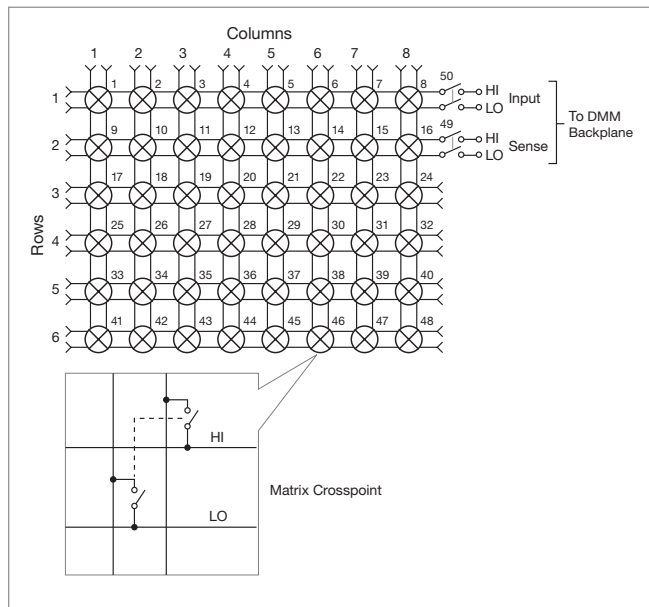 Columns
1 2 3 4 5 6 7 8
1 1 2 3 4 5 6 7 8 50 HI Input
LO
To DMM
Backplane
2 9 10 11 12 13 14 15 16 49 HI
LO Sense
3 17 18 19 20 21 22 23 24
Rows
4 25 26 27 28 29 30 31 32
5 33 34 35 36 37 38 39 40
6 41 42 43 44 45 46 47 48
HI
Matrix Crosspoint
LO